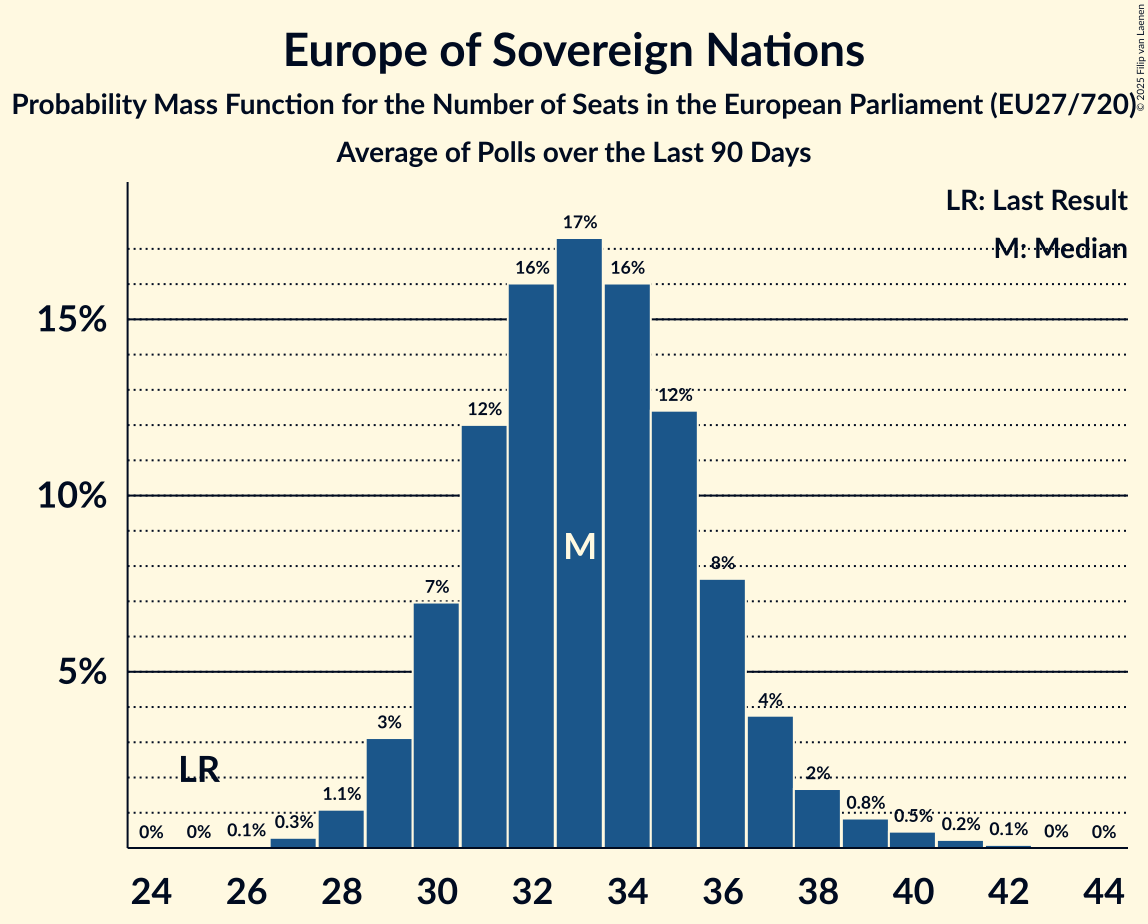 Europe of Sovereign Nations
Probability Mass Function for the Number of Seats in the European Parliament (EU27/720)
Average of Polls over the Last 90 Days
© 2025 Filip van Laenen
LR: Last Result
M: Median
15%
10%
5%
0%
0%
0.1%
0.3%
1.1%
3%
7%
12%
16%
17%
16%
12%
8%
4%
2%
0.8%
0.5%
0.2%
0.1%
0%
0%
LR
M
24 26 28 30 32 34 36 38 40 42 44